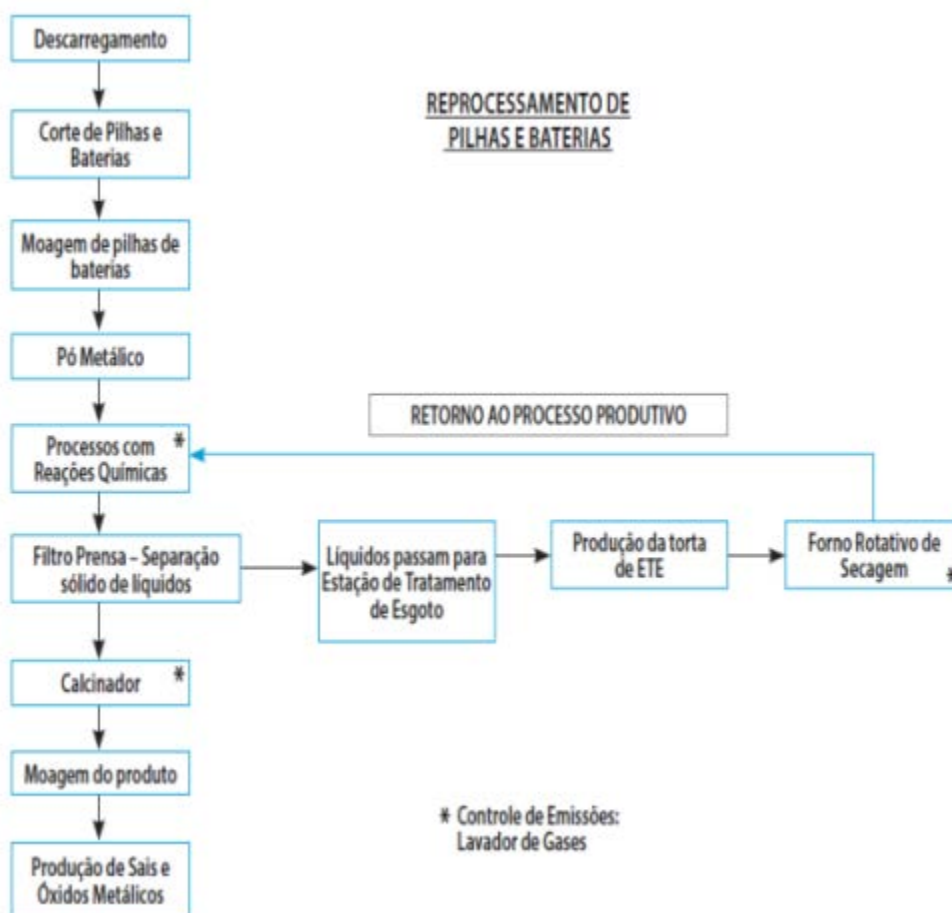 Descarregamento
REPROCESSAMENTO DE
PILHAS E BATERIAS
Corte de Pilhas e
Baterias
Moagem de pilhas de
baterias
Pó Metálico
RETORNO AO PROCESSO PRODUTIVO
Processos com *
Reações Químicas
Filtro Prensa – Separação
sólido de líquidos
Líquidos passam para
Estação de Tratamento
de Esgoto
Produção da torta
de ETE
Forno Rotativo de
Secagem *
Calcinador *
Moagem do produto
* Controle de Emissões:
Lavador de Gases
Produção de Sais e
Óxidos Metálicos